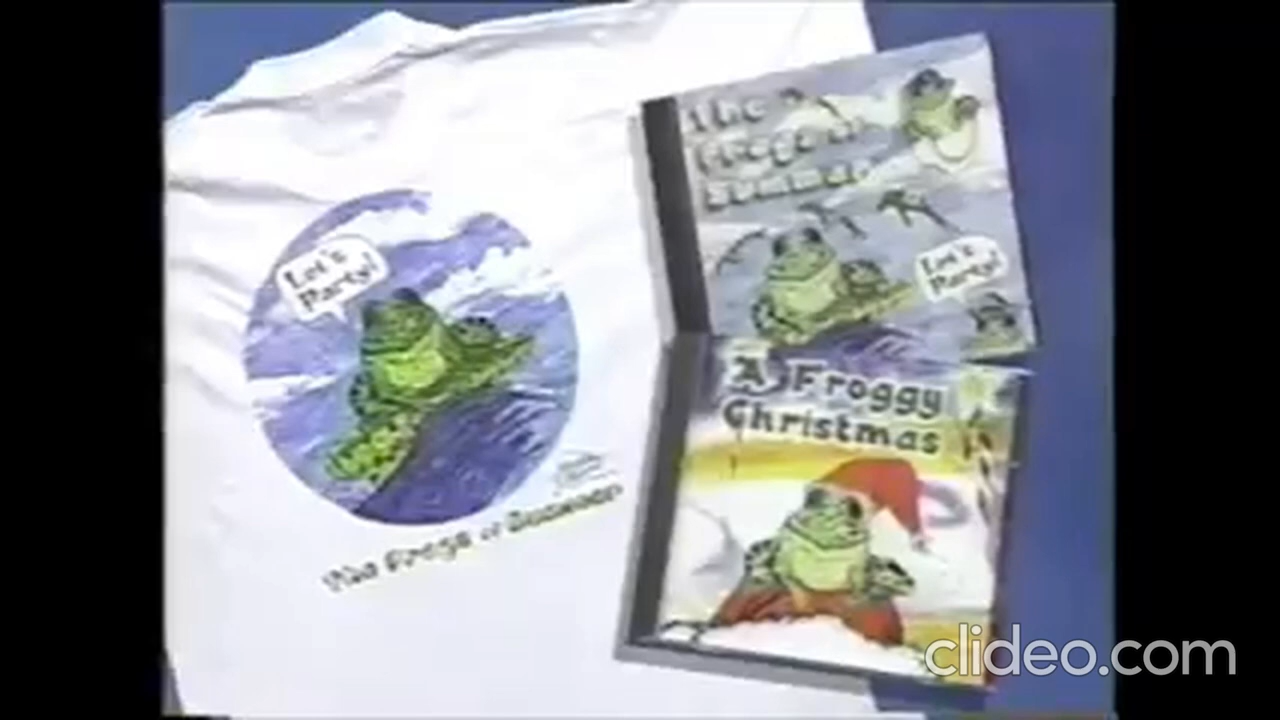 Let's
Party!
The Frogs of Summer
The
Frogs of
Summer
Let's
Party!
A Froggy
Christmas
clideo.com